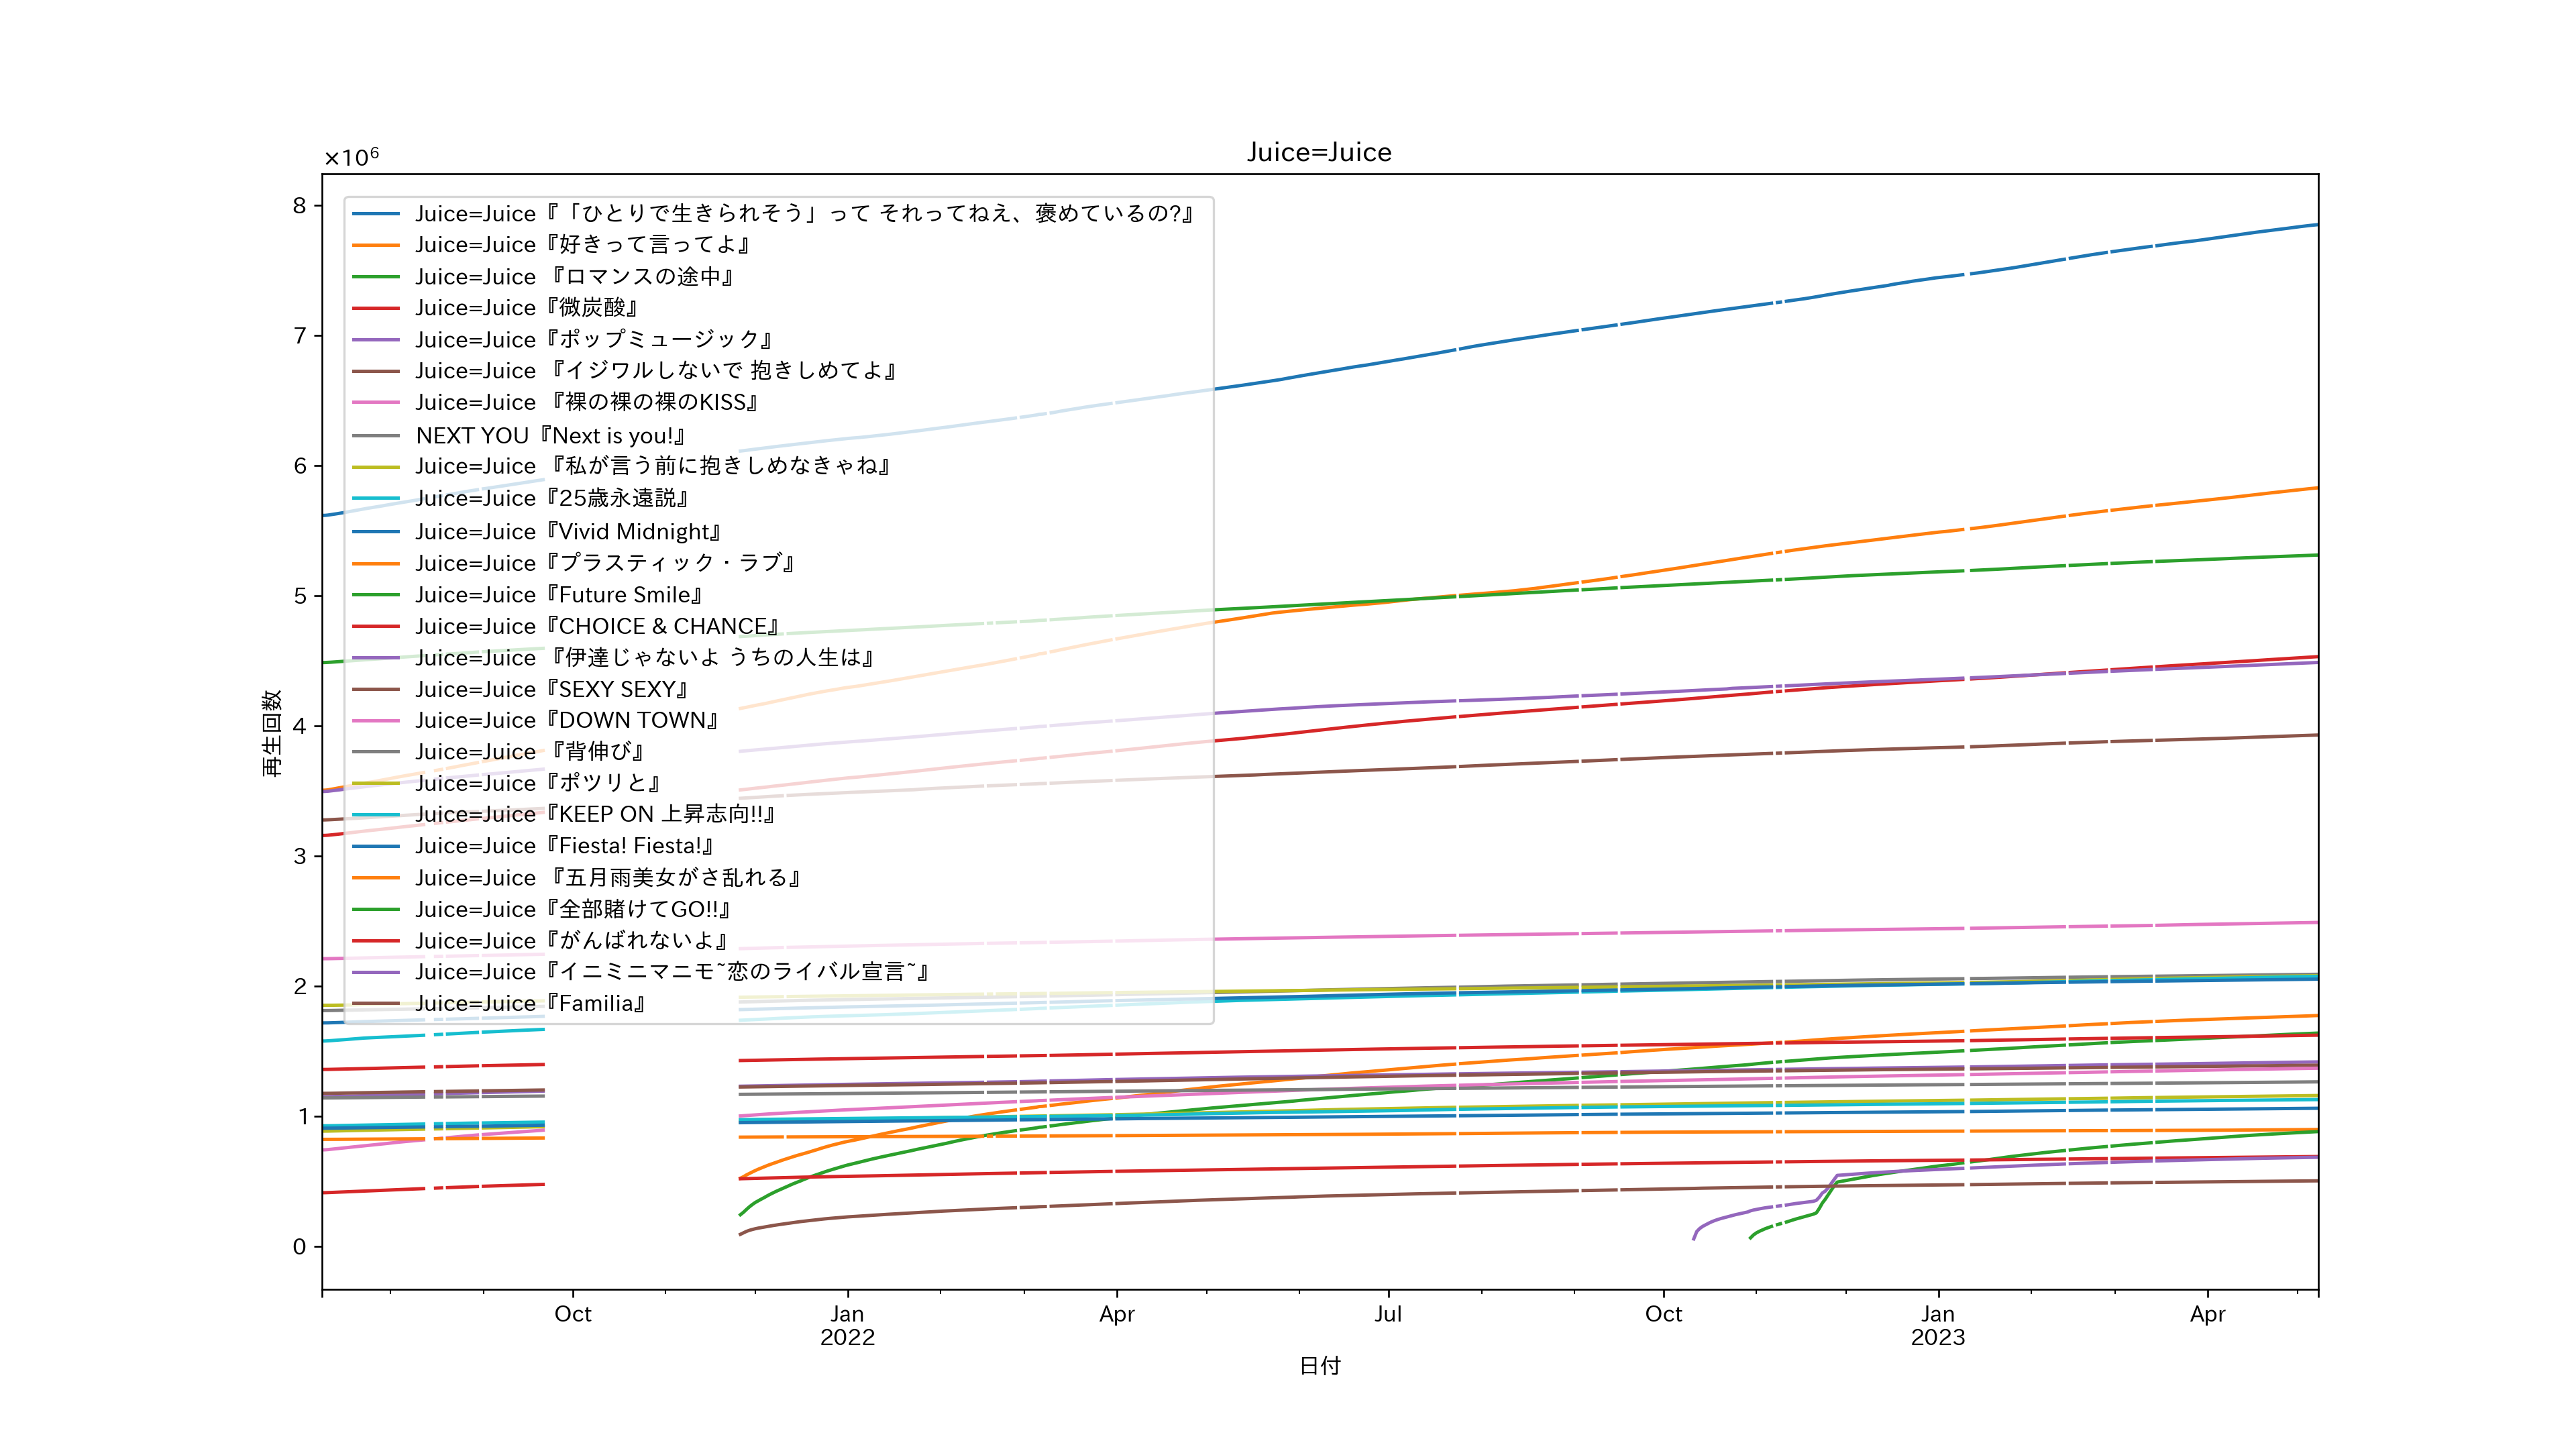 Juice=Juice
×10⁶
8
7
6
5
4
3
2
1
0
再生回数
Juice=Juice『「ひとりで生きられそう」って それってねえ、褒めているの?』
Juice=Juice『好きって言ってよ』
Juice=Juice 『ロマンスの途中』
Juice=Juice『微炭酸』
Juice=Juice『ポップミュージック』
Juice=Juice 『イジワルしないで 抱きしめてよ』
Juice=Juice 『裸の裸の裸のKISS』
NEXT YOU『Next is you!』
Juice=Juice 『私が言う前に抱きしめなきゃね』
Juice=Juice『25歳永遠説』
Juice=Juice『Vivid Midnight』
Juice=Juice『プラスティック・ラブ』
Juice=Juice『Future Smile』
Juice=Juice『CHOICE & CHANCE』
Juice=Juice 『伊達じゃないよ うちの人生は』
Juice=Juice『SEXY SEXY』
Juice=Juice『DOWN TOWN』
Juice=Juice 『背伸び』
Juice=Juice『ポツリと』
Juice=Juice『KEEP ON 上昇志向!!』
Juice=Juice『Fiesta! Fiesta!』
Juice=Juice 『五月雨美女がさ乱れる』
Juice=Juice『全部賭けてGO!!』
Juice=Juice『がんばれないよ』
Juice=Juice『イニミニマニモ~恋のライバル宣言~』
Juice=Juice『Familia』
Oct Jan Apr Jul Oct Jan Apr
2022 2023
日付